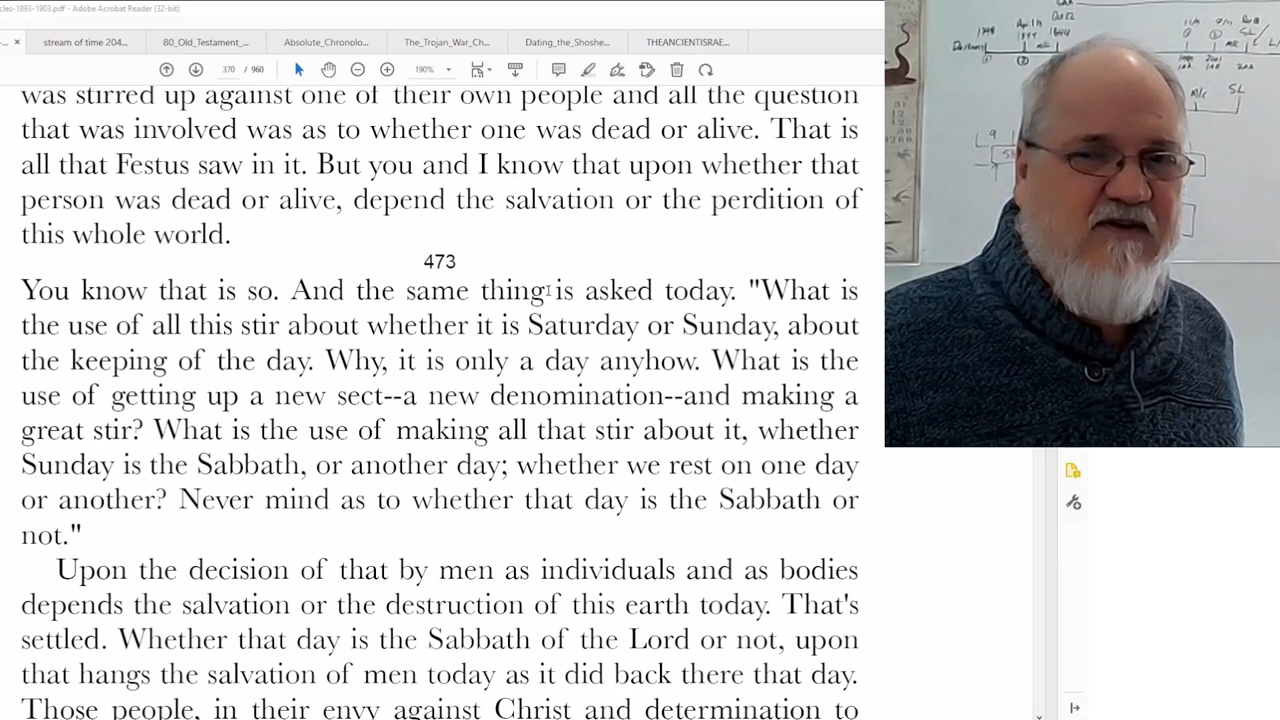 cles-1893-1903.pdf - Adobe Acrobat Reader (32-bit)
stream of time 204... 80_Old_Testament_... Absolute_Chronolo... The_Trojan_War_Ch... Dating_the_Shoshe... THEANCIENTISRAE...
370 / 960 190%
was stirred up against one of their own people and all the question
that was involved was as to whether one was dead or alive. That is
all that Festus saw in it. But you and I know that upon whether that
person was dead or alive, depend the salvation or the perdition of
this whole world.
473
You know that is so. And the same thing is asked today. "What is
the use of all this stir about whether it is Saturday or Sunday, about
the keeping of the day. Why, it is only a day anyhow. What is the
use of getting up a new sect--a new denomination--and making a
great stir? What is the use of making all that stir about it, whether
Sunday is the Sabbath, or another day; whether we rest on one day
or another? Never mind as to whether that day is the Sabbath or
not."
Upon the decision of that by men as individuals and as bodies
depends the salvation or the destruction of this earth today. That's
settled. Whether that day is the Sabbath of the Lord or not, upon
that hangs the salvation of men today as it did back there that day.
Those people, in their envy against Christ and determination to